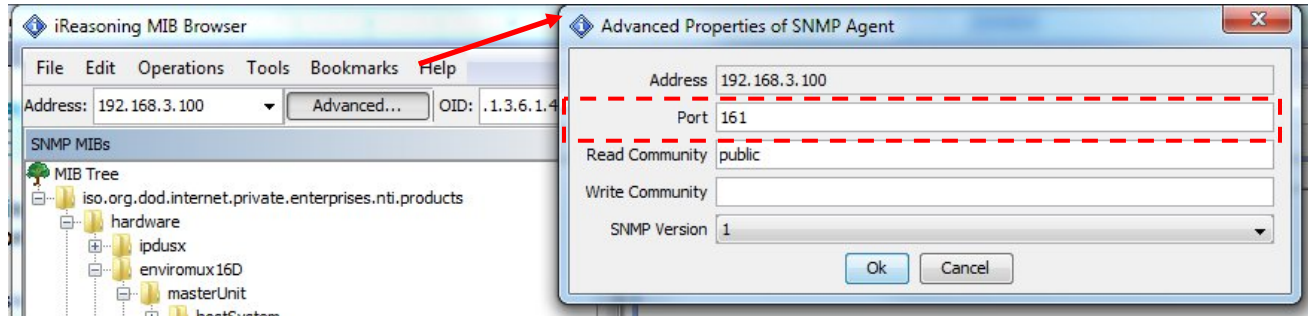 iReasoning MIB Browser
File Edit Operations Tools Bookmarks Help
Address: 192.168.3.100 Advanced... OID: .1.3.6.1.4
SNMP MIBs
MIB Tree
iso.org.dod.internet.private.enterprises.nti.products
hardware
ipdusx
enviromux16D
masterUnit
hostSystem
Advanced Properties of SNMP Agent
Address 192.168.3.100
Port 161
Read Community public
Write Community
SNMP Version 1
Ok Cancel